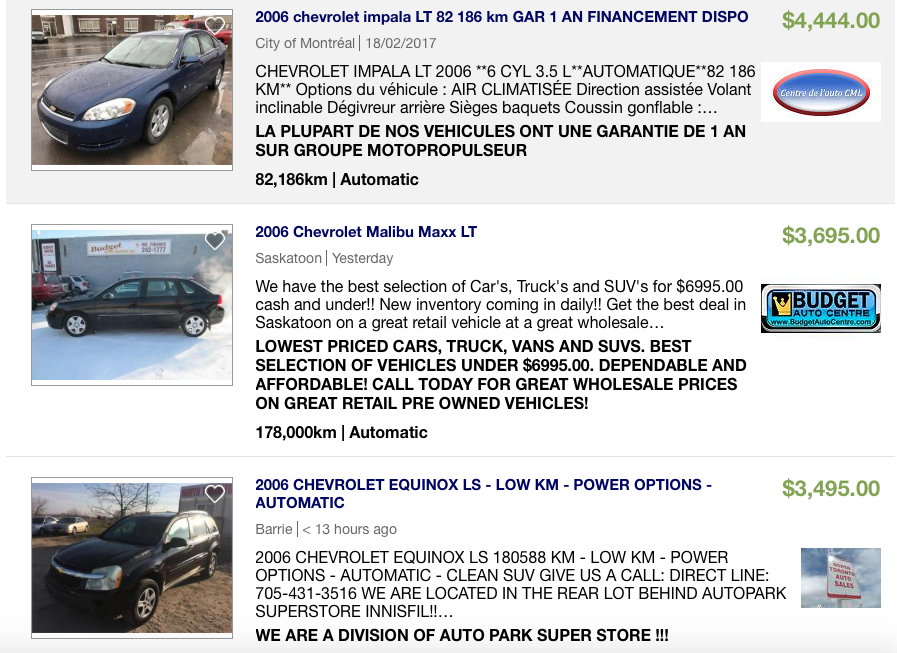 2006 chevrolet impala LT 82 186 km GAR 1 AN FINANCEMENT DISPO
$4,444.00
City of Montréal | 18/02/2017
CHEVROLET IMPALA LT 2006 **6 CYL 3.5 L**AUTOMATIQUE**82 186
KM** Options du véhicule : AIR CLIMATISÉE Direction assistée Volant
inclinable Dégivreur arrière Sièges baquets Coussin gonflable :…
Centre de l'auto CML
LA PLUPART DE NOS VEHICULES ONT UNE GARANTIE DE 1 AN
SUR GROUPE MOTOPROPULSEUR
82,186km | Automatic
2006 Chevrolet Malibu Maxx LT
$3,695.00
Saskatoon | Yesterday
Budget
242-1777
We have the best selection of Car's, Truck's and SUV's for $6995.00
cash and under!! New inventory coming in daily!! Get the best deal in
Saskatoon on a great retail vehicle at a great wholesale…
BUDGET
AUTO CENTRE
www.BudgetAutoCentre.com
LOWEST PRICED CARS, TRUCK, VANS AND SUVS. BEST
SELECTION OF VEHICLES UNDER $6995.00. DEPENDABLE AND
AFFORDABLE! CALL TODAY FOR GREAT WHOLESALE PRICES
ON GREAT RETAIL PRE OWNED VEHICLES!
178,000km | Automatic
2006 CHEVROLET EQUINOX LS - LOW KM - POWER OPTIONS -
AUTOMATIC
$3,495.00
Barrie | < 13 hours ago
2006 CHEVROLET EQUINOX LS 180588 KM - LOW KM - POWER
OPTIONS - AUTOMATIC - CLEAN SUV GIVE US A CALL: DIRECT LINE:
705-431-3516 WE ARE LOCATED IN THE REAR LOT BEHIND AUTOPARK
SUPERSTORE INNISFIL!!…
NORTH
TORONTO
AUTO
SALES
WE ARE A DIVISION OF AUTO PARK SUPER STORE !!!